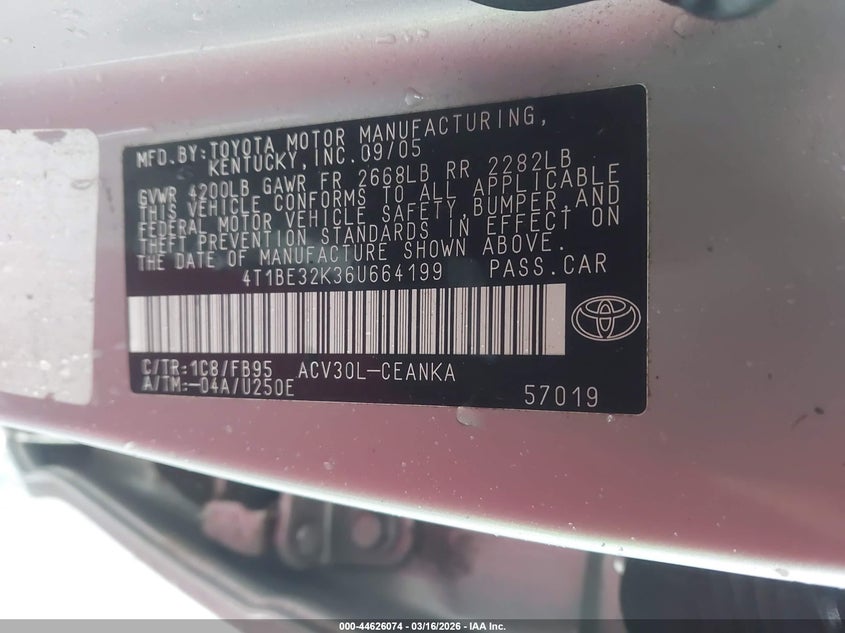 MFD.BY:TOYOTA MOTOR MANUFACTURING,
KENTUCKY,INC.09/05
GVWR 4200LB GAWR FR 2668LB RR 2282LB
THIS VEHICLE CONFORMS TO ALL APPLICABLE
FEDERAL MOTOR VEHICLE SAFETY,BUMPER,AND
THEFT PREVENTION STANDARDS IN EFFECT ON
THE DATE OF MANUFACTURE SHOWN ABOVE.
4T1BE32K36U664199 PASS.CAR
C/TR:1C8/FB95 ACV30L-CEANKA
A/TM:-04A/U250E
57019
000-44626074 / 03/16/2026 - IAA Inc.